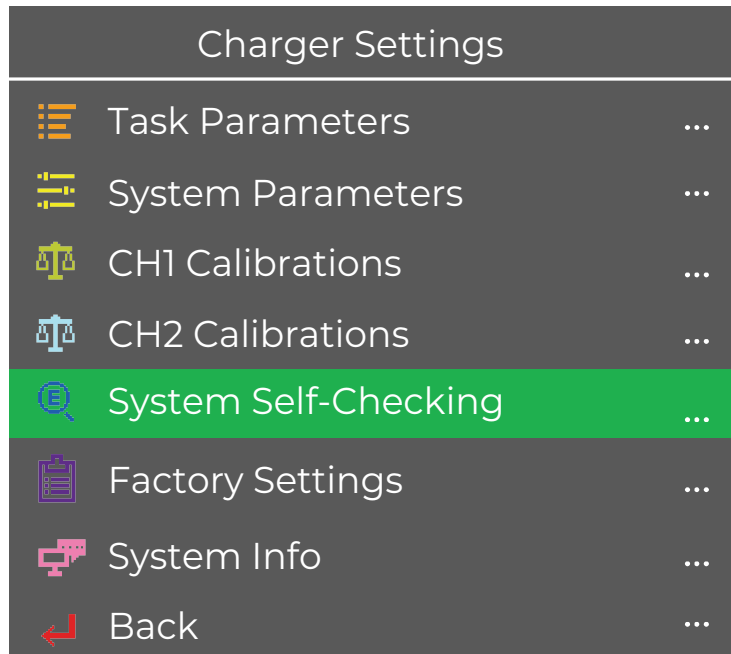 Charger Settings
Task Parameters ...
System Parameters ...
CH1 Calibrations ...
CH2 Calibrations ...
E System Self-Checking ...
Factory Settings ...
System Info ...
Back ...